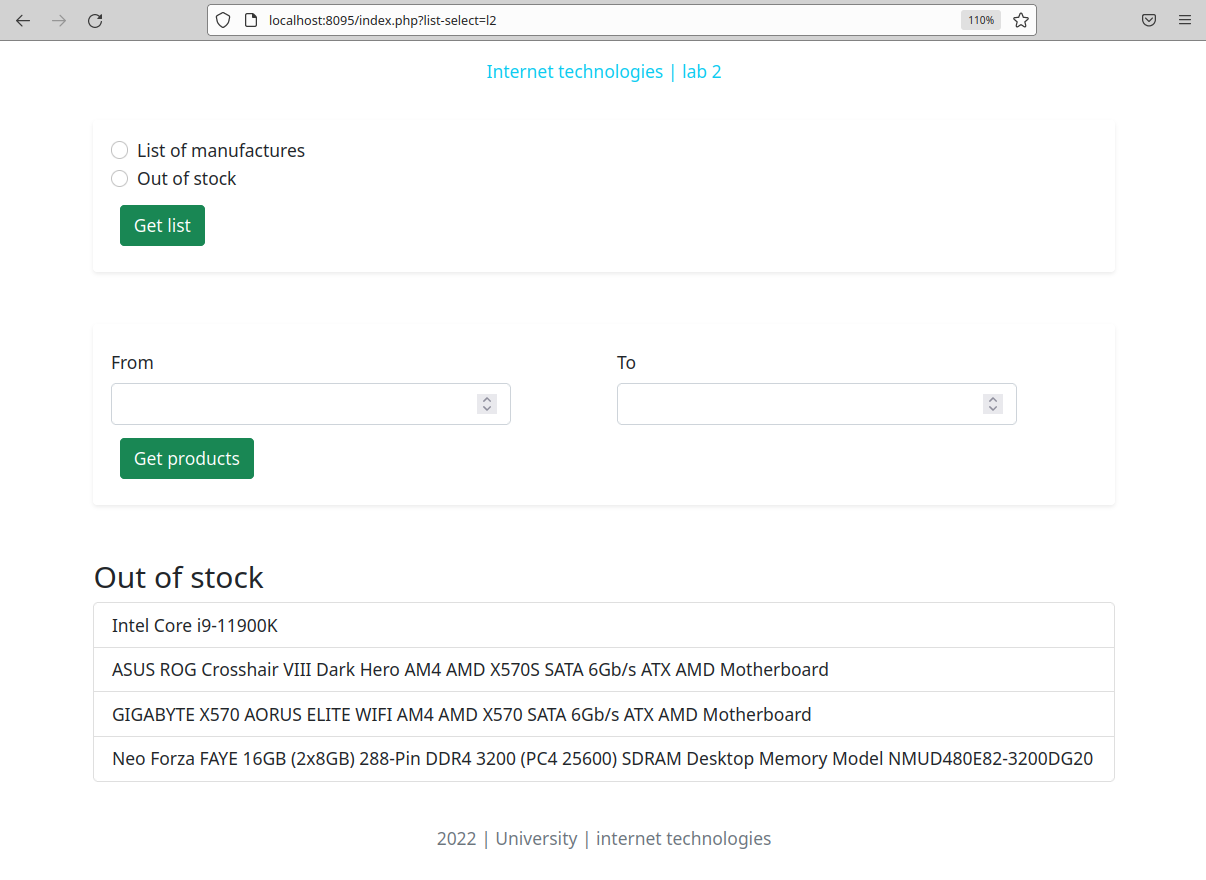 localhost:8095/index.php?list-select=l2
110%
Internet technologies | lab 2
List of manufactures
Out of stock
Get list
From
To
Get products
Out of stock
Intel Core i9-11900K
ASUS ROG Crosshair VIII Dark Hero AM4 AMD X570S SATA 6Gb/s ATX AMD Motherboard
GIGABYTE X570 AORUS ELITE WIFI AM4 AMD X570 SATA 6Gb/s ATX AMD Motherboard
Neo Forza FAYE 16GB (2x8GB) 288-Pin DDR4 3200 (PC4 25600) SDRAM Desktop Memory Model NMUD480E82-3200DG20
2022 | University | internet technologies